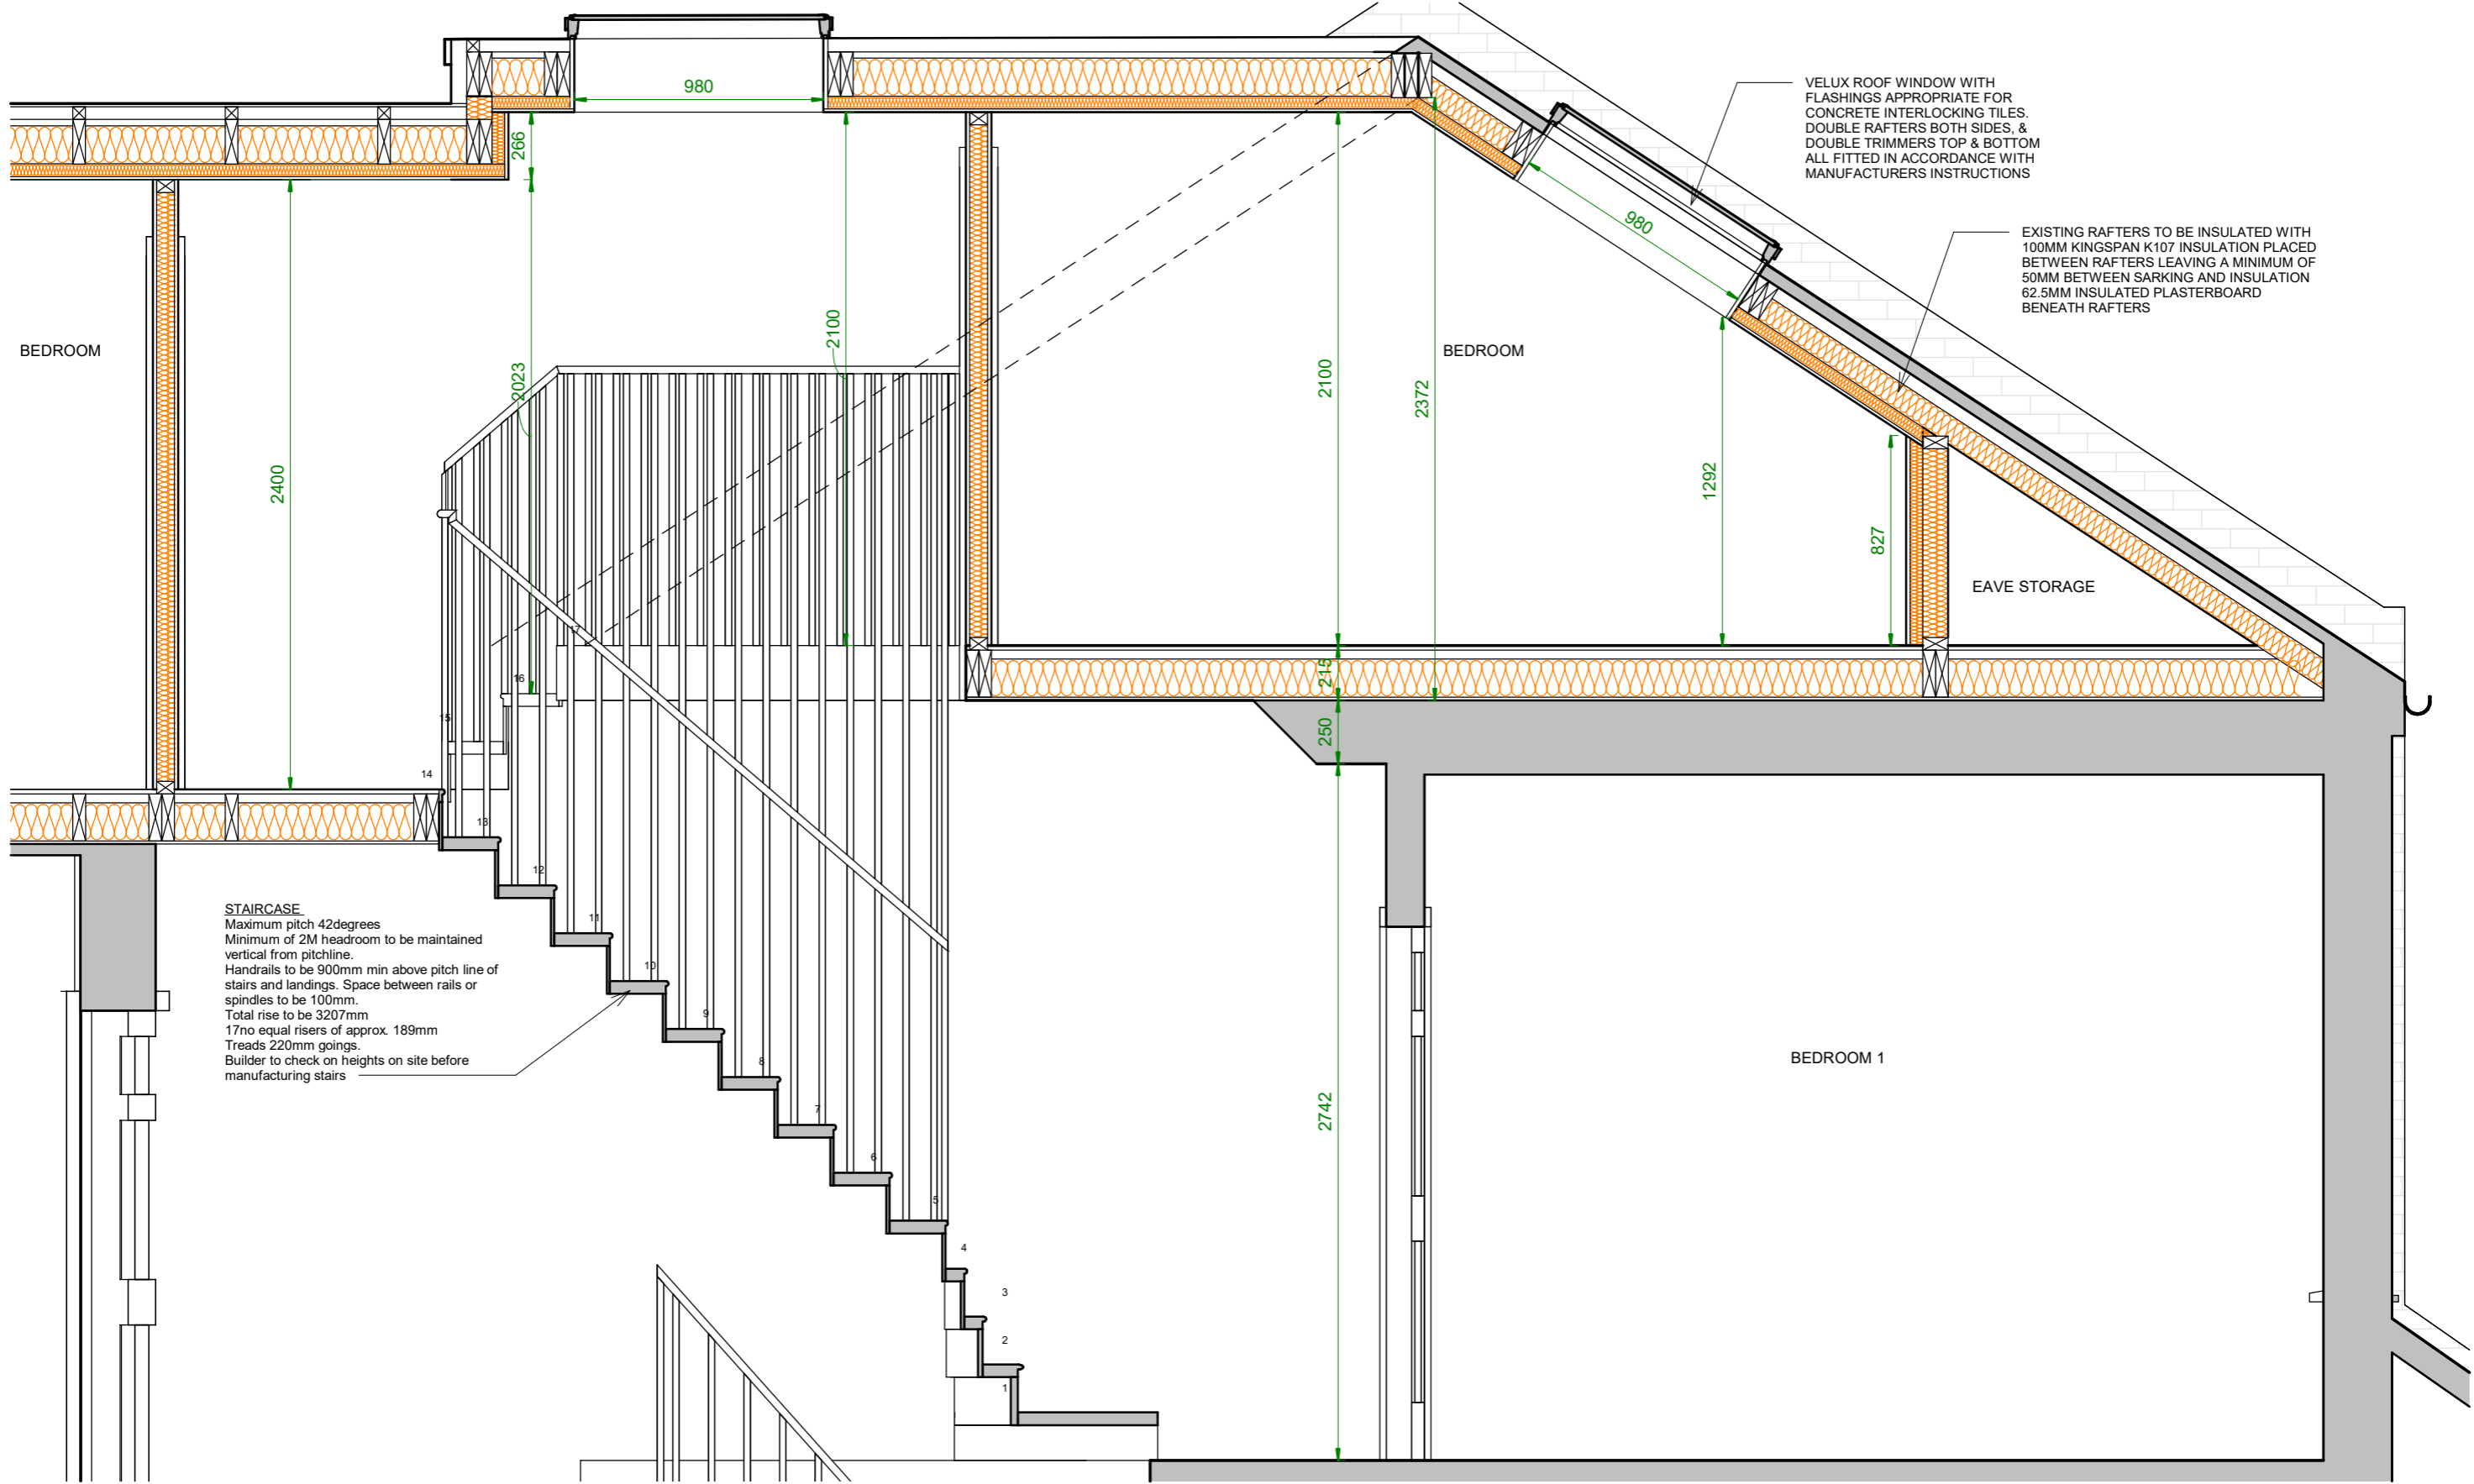 980
VELUX ROOF WINDOW WITH
FLASHINGS APPROPRIATE FOR
CONCRETE INTERLOCKING TILES.
DOUBLE RAFTERS BOTH SIDES, &
DOUBLE TRIMMERS TOP & BOTTOM
ALL FITTED IN ACCORDANCE WITH
MANUFACTURERS INSTRUCTIONS
266
980
EXISTING RAFTERS TO BE INSULATED WITH
100MM KINGSPAN K107 INSULATION PLACED
BETWEEN RAFTERS LEAVING A MINIMUM OF
50MM BETWEEN SARKING AND INSULATION
62.5MM INSULATED PLASTERBOARD
BENEATH RAFTERS
BEDROOM
2400
2023
2100
2100
2372
BEDROOM
1292
827
EAVE STORAGE
17
16
15
14
215
250
13
12
11
10
9
8
7
6
5
4
3
2
1
STAIRCASE
Maximum pitch 42degrees
Minimum of 2M headroom to be maintained
vertical from pitchline.
Handrails to be 900mm min above pitch line of
stairs and landings. Space between rails or
spindles to be 100mm.
Total rise to be 3207mm
17no equal risers of approx. 189mm
Treads 220mm goings.
Builder to check on heights on site before
manufacturing stairs
2742
BEDROOM 1